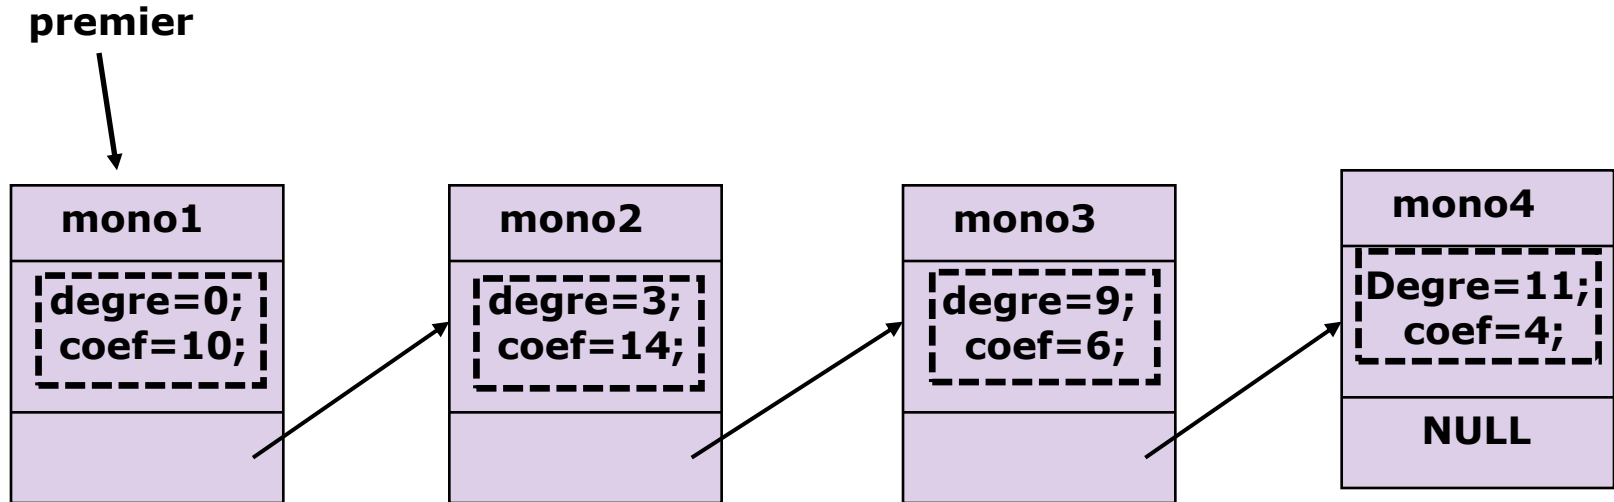 premier
mono1
degre=0;
coef=10;
mono2
degre=3;
coef=14;
mono3
degre=9;
coef=6;
mono4
Degre=11;
coef=4;
NULL